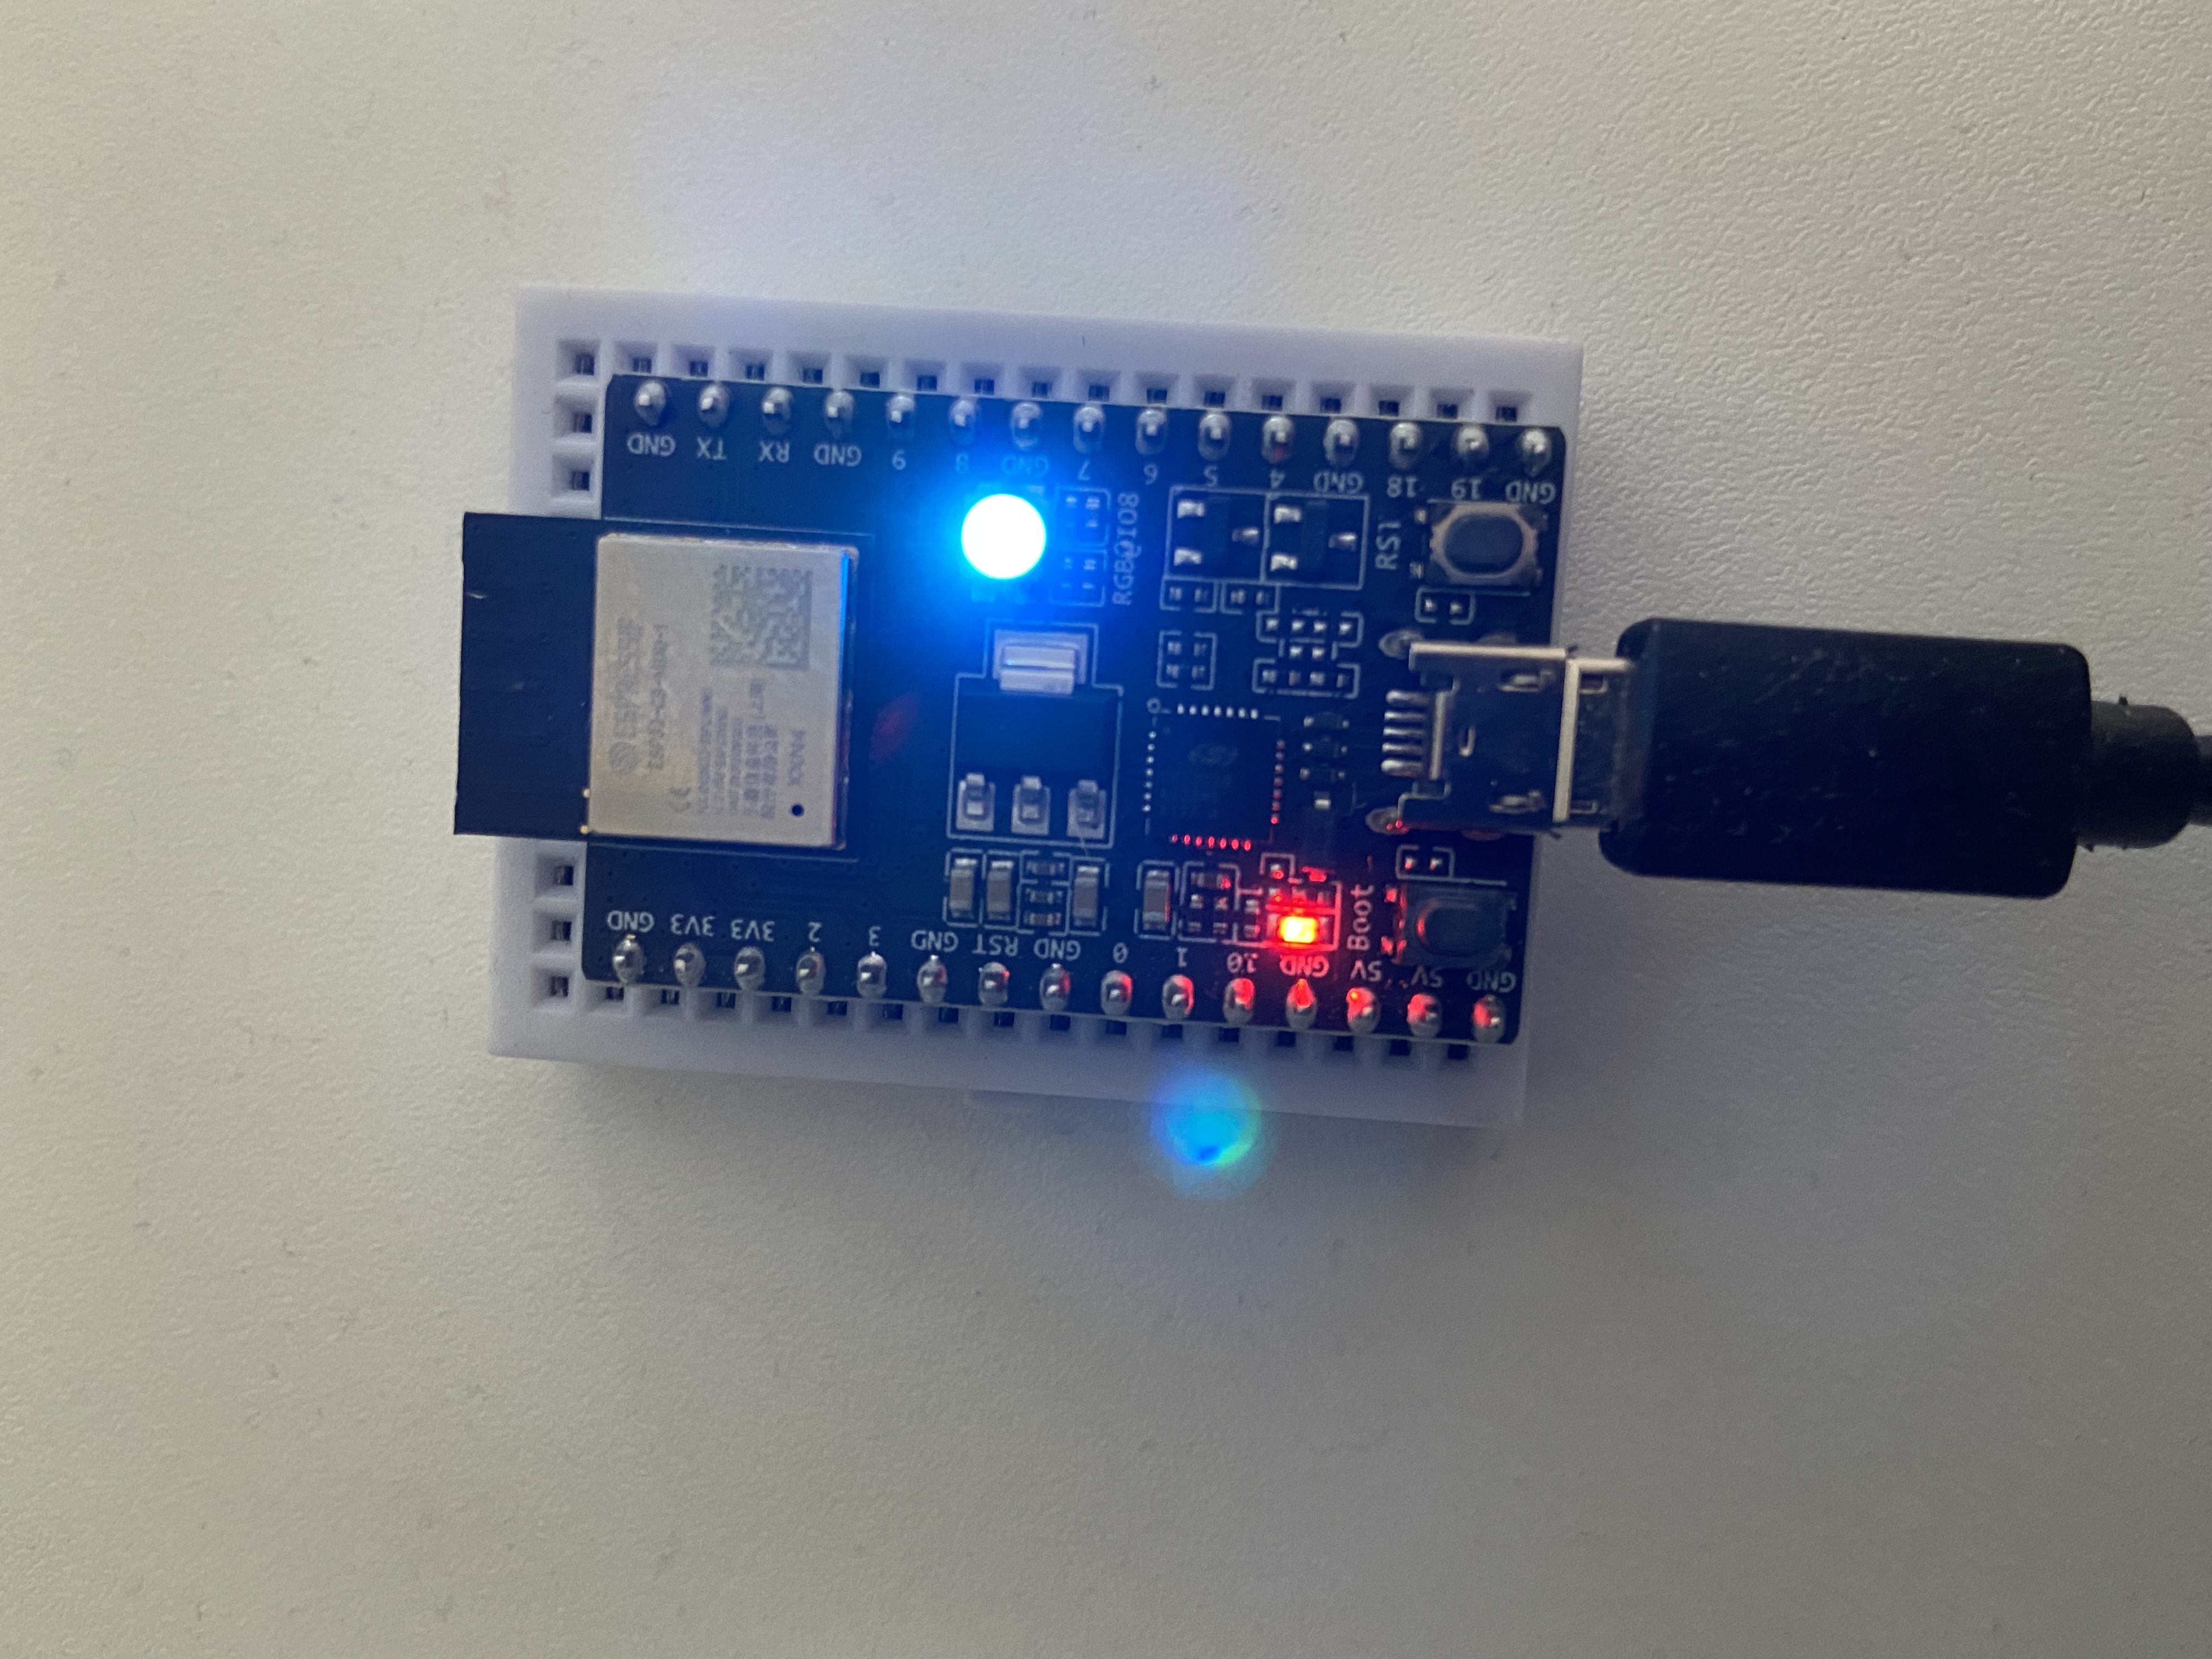 GND
3V3
3V3
2
3
GND
RST
GND
0
1
10
GND
5V
5V
GND
ESPRESSIF
ESP32-C3-MINI-1
CE
GND
TX
RX
GND
9
8
GND
7
6
5
4
GND
18
19
GND
RGB@IO8
Boot
RST